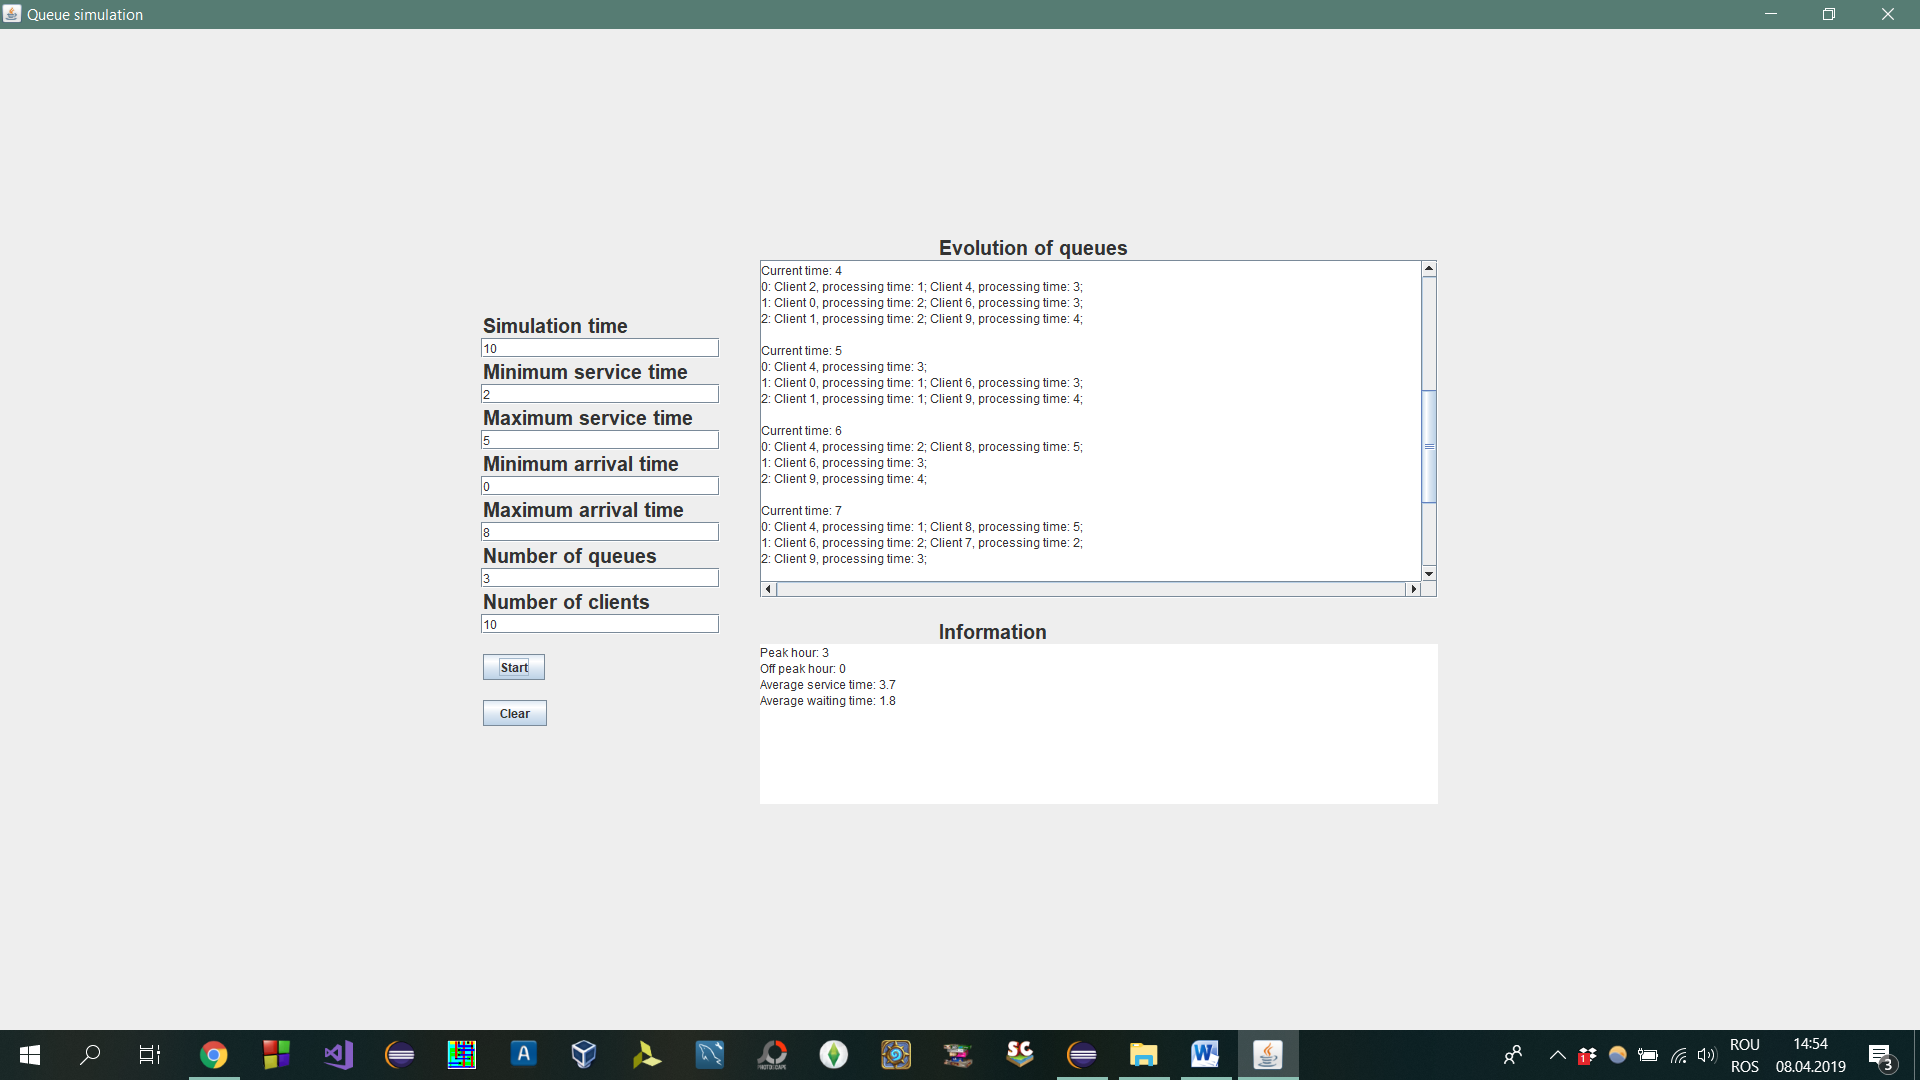 Queue simulation
Evolution of queues
Current time: 4
0: Client 2, processing time: 1; Client 4, processing time: 3;
1: Client 0, processing time: 2; Client 6, processing time: 3;
2: Client 1, processing time: 2; Client 9, processing time: 4;
Current time: 5
0: Client 4, processing time: 3;
1: Client 0, processing time: 1; Client 6, processing time: 3;
2: Client 1, processing time: 1; Client 9, processing time: 4;
Current time: 6
0: Client 4, processing time: 2; Client 8, processing time: 5;
1: Client 6, processing time: 3;
2: Client 9, processing time: 4;
Current time: 7
0: Client 4, processing time: 1; Client 8, processing time: 5;
1: Client 6, processing time: 2; Client 7, processing time: 2;
2: Client 9, processing time: 3;
Simulation time
10
Minimum service time
2
Maximum service time
5
Minimum arrival time
0
Maximum arrival time
8
Number of queues
3
Number of clients
10
Start
Clear
Information
Peak hour: 3
Off peak hour: 0
Average service time: 3.7
Average waiting time: 1.8
A
PHOTOSCAPE
SC
W
1
ROU
ROS
14:54
08.04.2019
3